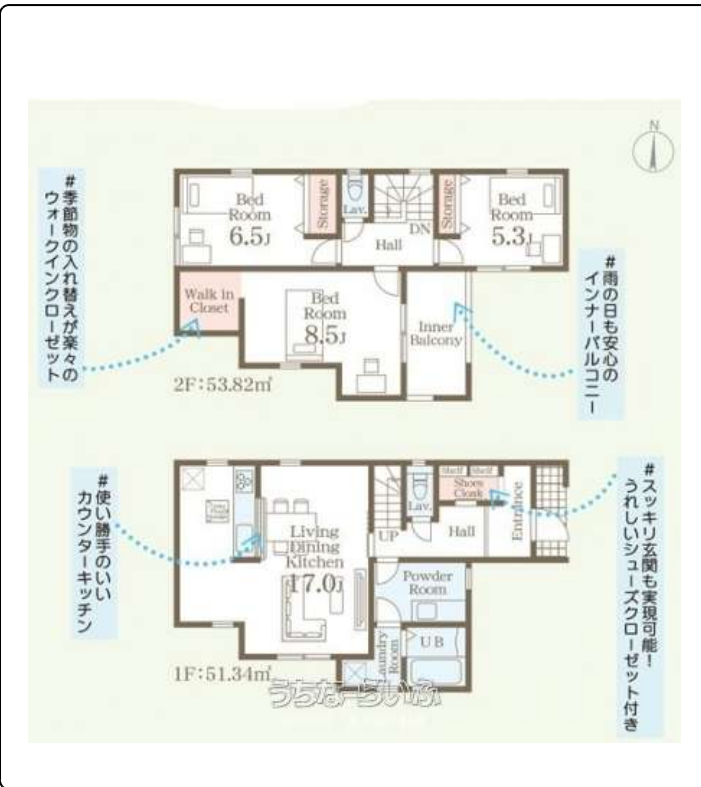 N
#季節物の入れ替えが楽々の
ウォークインクローゼット
Bed
Room
6.5J
Storage
Lav.
Hall
DN
Storage
Bed
Room
5.3J
Walk in
Closet
Bed
Room
8.5J
Inner
Balcony
#雨の日も安心の
インナーバルコニー
2F:53.82㎡
#使い勝手のいい
カウンターキッチン
Living
Dining
Kitchen
17.0J
UP
Lav.
Shelf
Shelf
Shoes
Cloak
Hall
Entrance
Powder
Room
Laundry
Room
UB
#スッキリ玄関も実現可能!
うれしいシューズクローゼット付き
1F:51.34㎡
うちなーらいふ